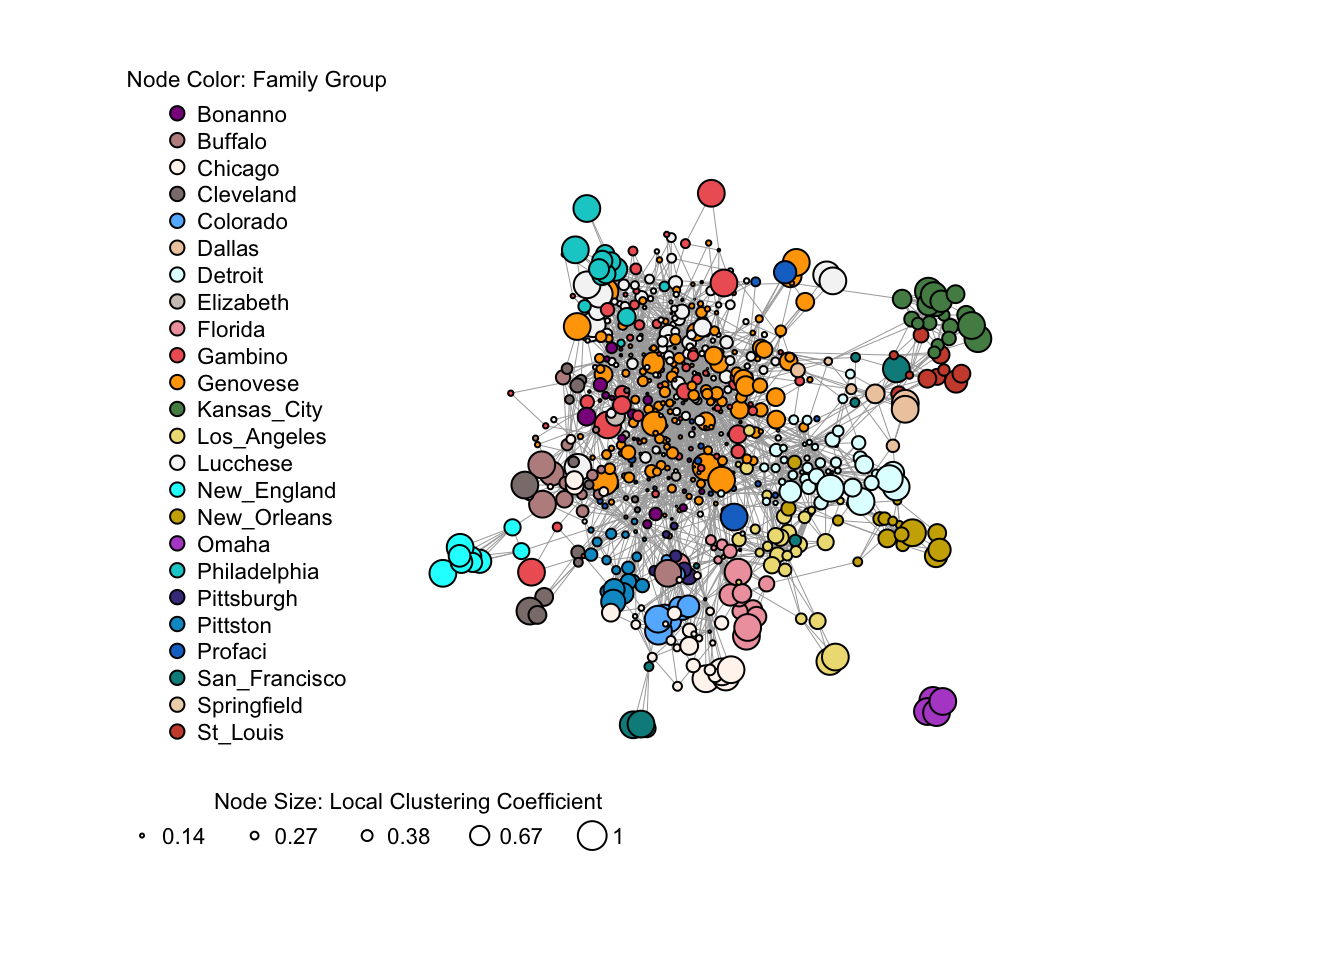 Node Color: Family Group
Bonanno
Buffalo
Chicago
Cleveland
Colorado
Dallas
Detroit
Elizabeth
Florida
Gambino
Genovese
Kansas_City
Los_Angeles
Lucchese
New_England
New_Orleans
Omaha
Philadelphia
Pittsburgh
Pittston
Profaci
San_Francisco
Springfield
St_Louis
Node Size: Local Clustering Coefficient
0.14 0.27 0.38 0.67 1